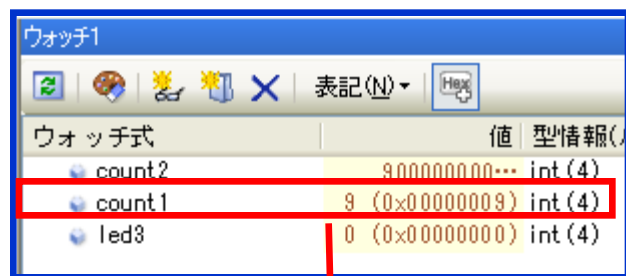 ウォッチ1
表記(N)▾ Hex
ウォッチ式 値 型情報(
count2 900000000… int(4)
count1 9 (0x00000009) int(4)
led3 0 (0x00000000) int(4)